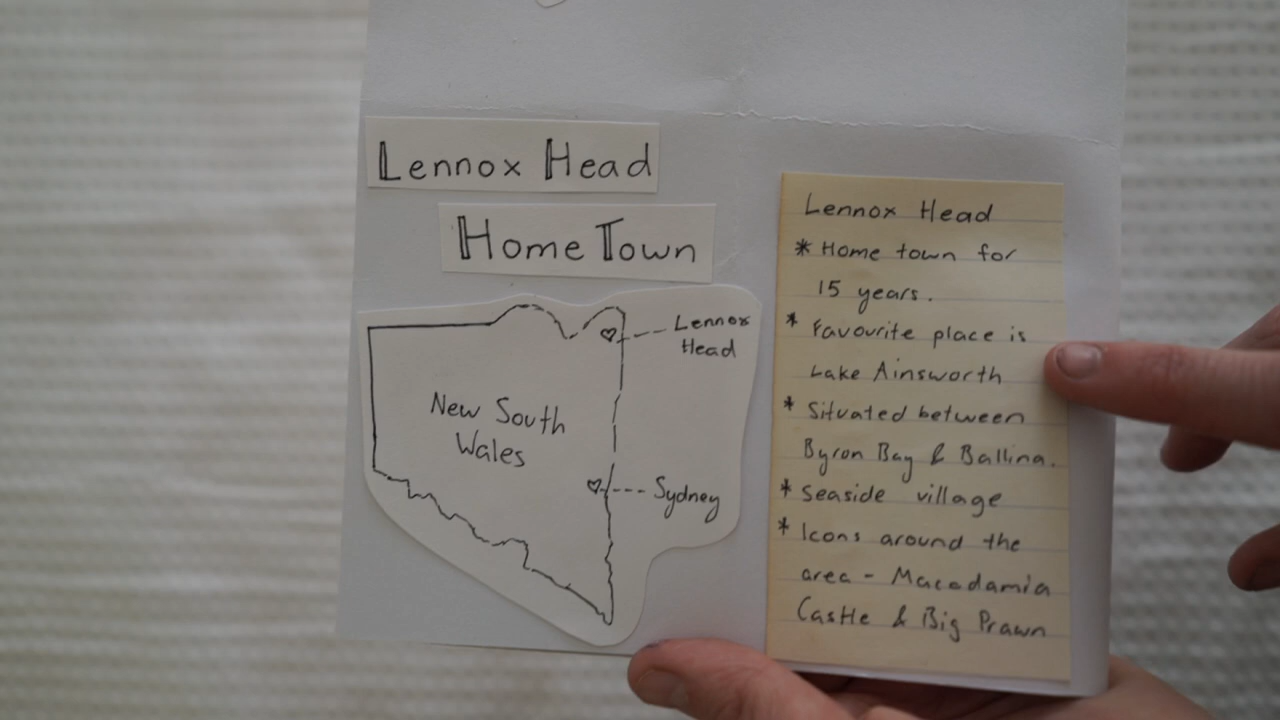 Lennox Head
Home Town
Lennox
Head
New South
Wales
Sydney
Lennox Head
* Home town for
15 years.
* Favourite place is
Lake Ainsworth
* Situated between
Byron Bay & Ballina.
* Seaside village
* Icons around the
area - Macadamia
Castle & Big Prawn